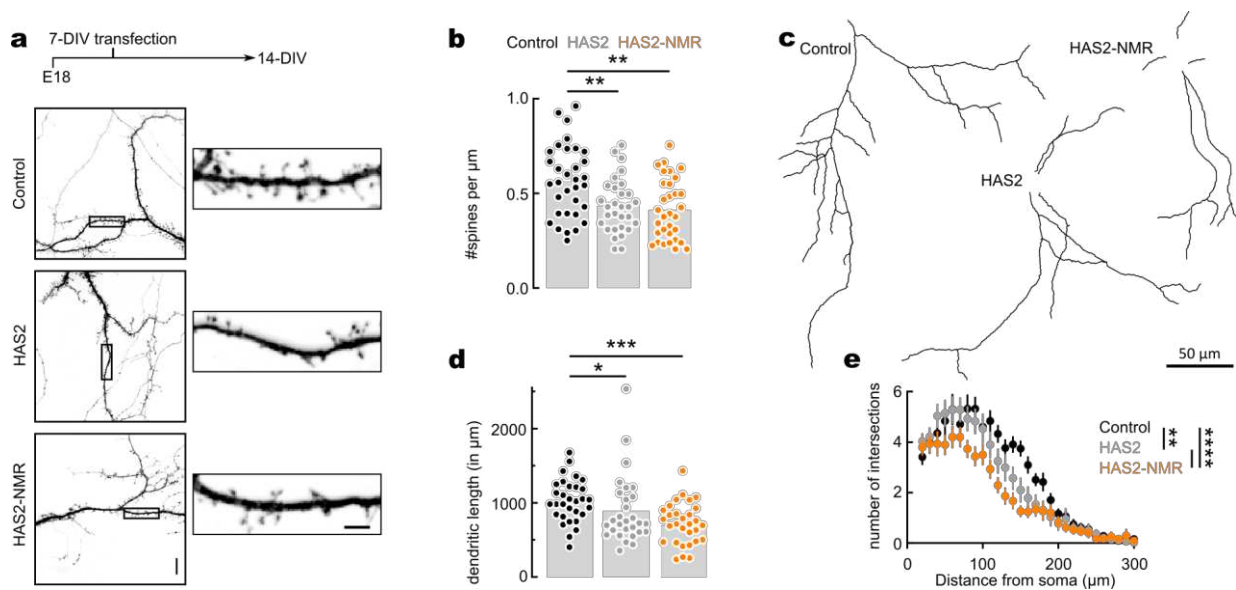 a
7-DIV transfection
14-DIV
E18
Control
HAS2
HAS2-NMR
b
Control HAS2 HAS2-NMR
**
**
1.0
0.5
0.0
#spines per µm
c
Control
HAS2-NMR
HAS2
50 µm
d
***
*
2000
1000
0
dendritic length (in µm)
e
6
4
2
0
number of intersections
0 100 200 300
Distance from soma (µm)
Control
HAS2
HAS2-NMR
**
****